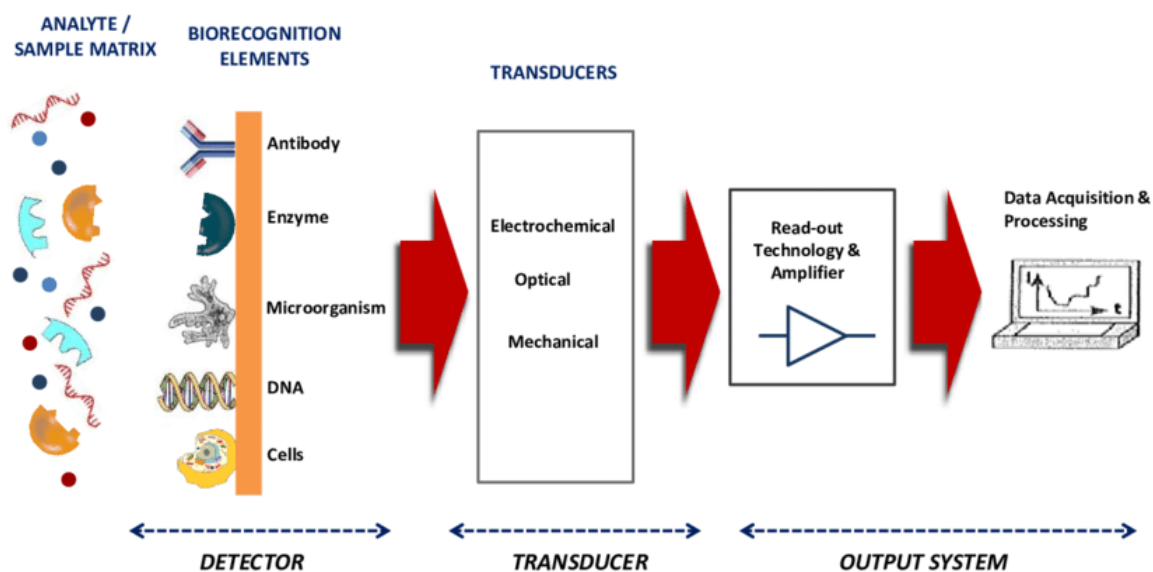 ANALYTE /
SAMPLE MATRIX
BIORECOGNITION
ELEMENTS
TRANSDUCERS
Antibody
Enzyme
Microorganism
DNA
Cells
Electrochemical
Optical
Mechanical
Read-out
Technology &
Amplifier
Data Acquisition &
Processing
I
t
DETECTOR
TRANSDUCER
OUTPUT SYSTEM